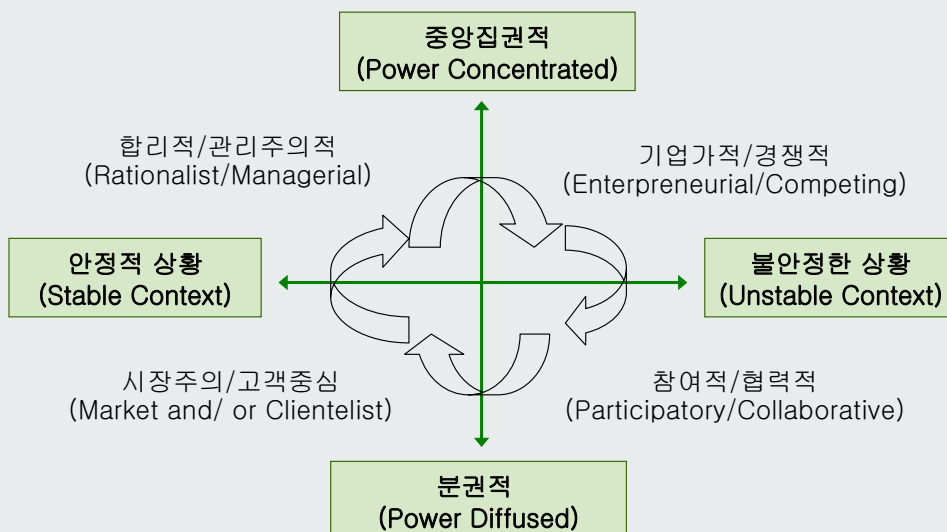 중앙집권적
(Power Concentrated)
합리적/관리주의적
(Rationalist/Managerial)
기업가적/경쟁적
(Enterpreneurial/Competing)
안정적 상황
(Stable Context)
불안정한 상황
(Unstable Context)
시장주의/고객중심
(Market and/ or Clientelist)
참여적/협력적
(Participatory/Collaborative)
분권적
(Power Diffused)